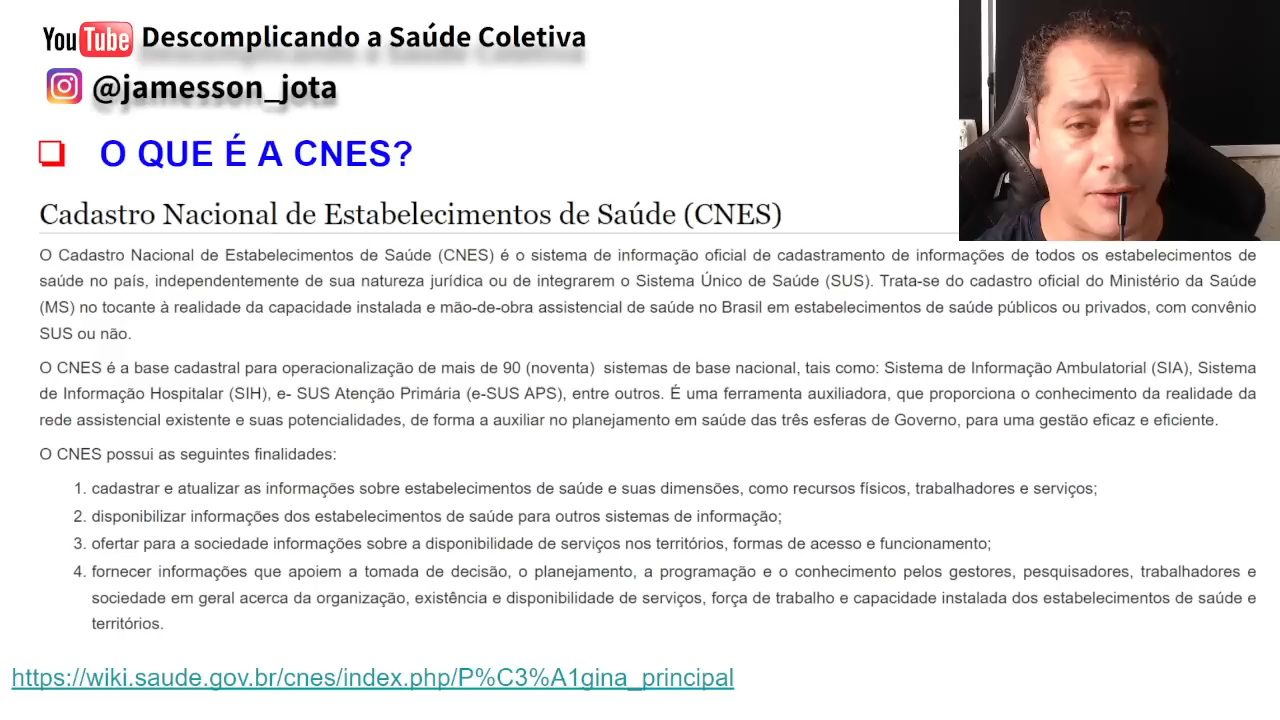 YouTube Descomplicando a Saúde Coletiva
@jamesson_jota
O QUE É A CNES?
Cadastro Nacional de Estabelecimentos de Saúde (CNES)
O Cadastro Nacional de Estabelecimentos de Saúde (CNES) é o sistema de informação oficial de cadastramento de informações de todos os estabelecimentos de
saúde no país, independentemente de sua natureza jurídica ou de integrarem o Sistema Único de Saúde (SUS). Trata-se do cadastro oficial do Ministério da Saúde
(MS) no tocante à realidade da capacidade instalada e mão-de-obra assistencial de saúde no Brasil em estabelecimentos de saúde públicos ou privados, com convênio
SUS ou não.
O CNES é a base cadastral para operacionalização de mais de 90 (noventa) sistemas de base nacional, tais como: Sistema de Informação Ambulatorial (SIA), Sistema
de Informação Hospitalar (SIH), e- SUS Atenção Primária (e-SUS APS), entre outros. É uma ferramenta auxiliadora, que proporciona o conhecimento da realidade da
rede assistencial existente e suas potencialidades, de forma a auxiliar no planejamento em saúde das três esferas de Governo, para uma gestão eficaz e eficiente.
O CNES possui as seguintes finalidades:
1. cadastrar e atualizar as informações sobre estabelecimentos de saúde e suas dimensões, como recursos físicos, trabalhadores e serviços;
2. disponibilizar informações dos estabelecimentos de saúde para outros sistemas de informação;
3. ofertar para a sociedade informações sobre a disponibilidade de serviços nos territórios, formas de acesso e funcionamento;
4. fornecer informações que apoiem a tomada de decisão, o planejamento, a programação e o conhecimento pelos gestores, pesquisadores, trabalhadores e
sociedade em geral acerca da organização, existência e disponibilidade de serviços, força de trabalho e capacidade instalada dos estabelecimentos de saúde e
territórios.
https://wiki.saude.gov.br/cnes/index.php/P%C3%A1gina_principal